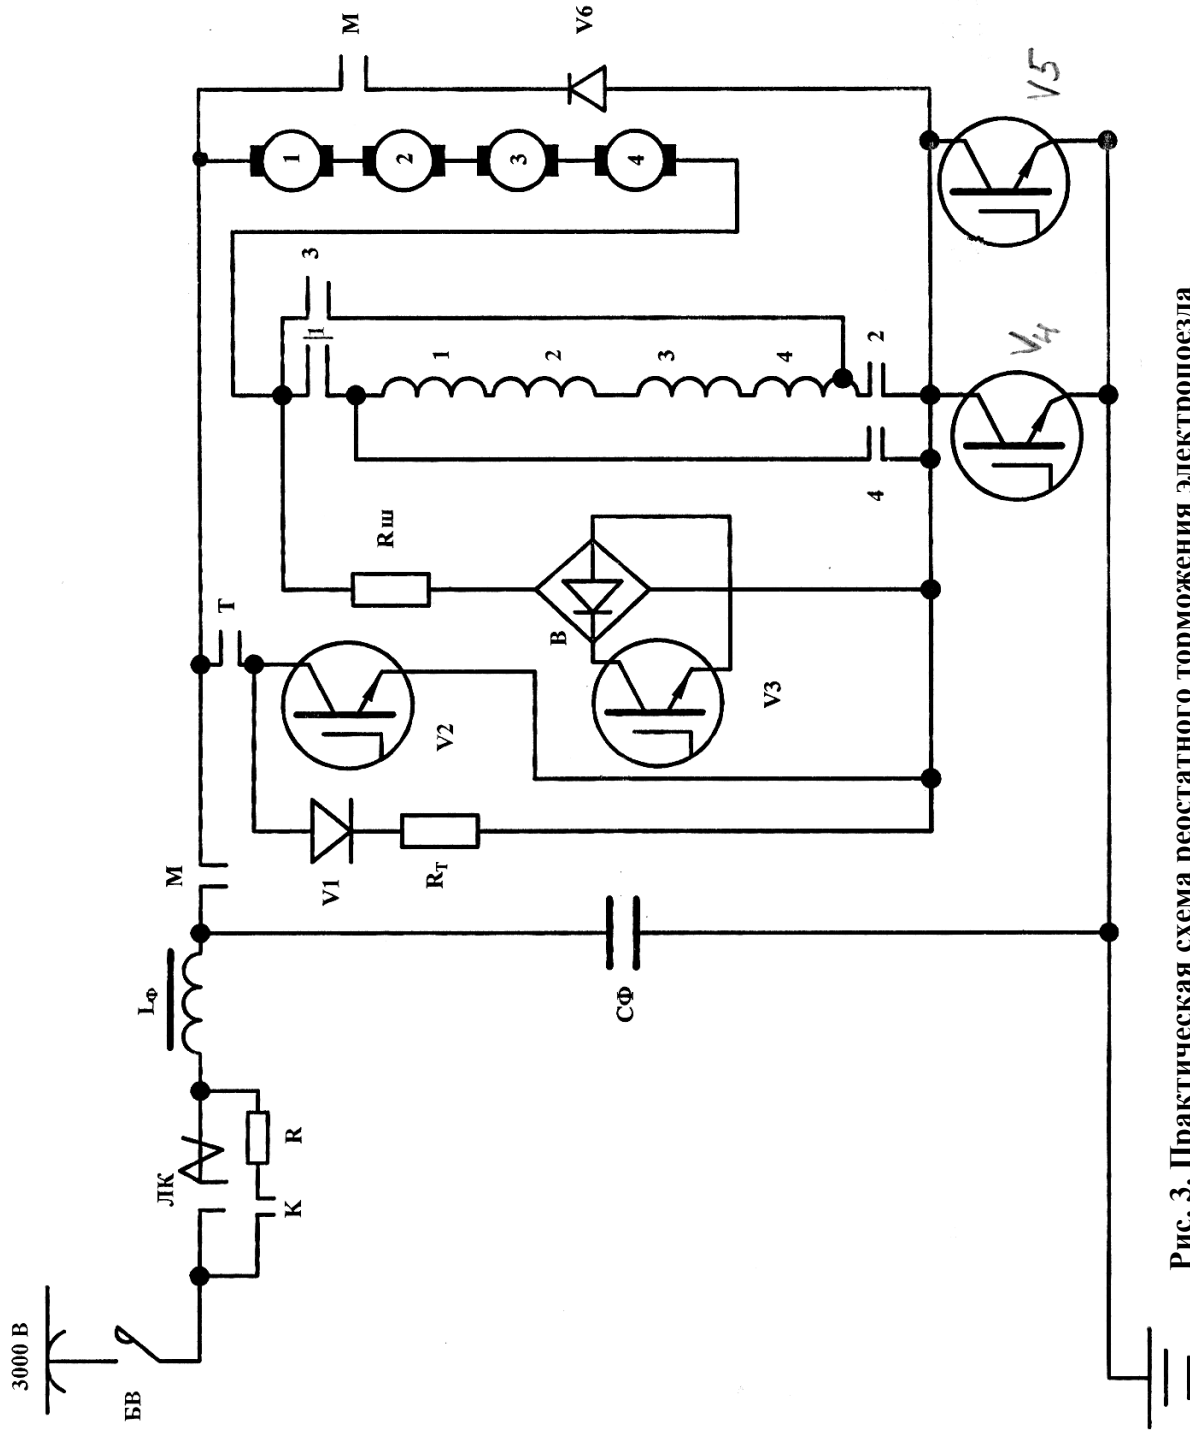 3000 В
БВ
ЛК
К
R
Lф
СФ
М
V1
Rт
Т
V2
Rш
В
V3
1
2
3
4
1
2
3
4
3
1
4
2
М
V6
V4
V5
Рис. 3. Практическая схема реостатного торможения электропоезда